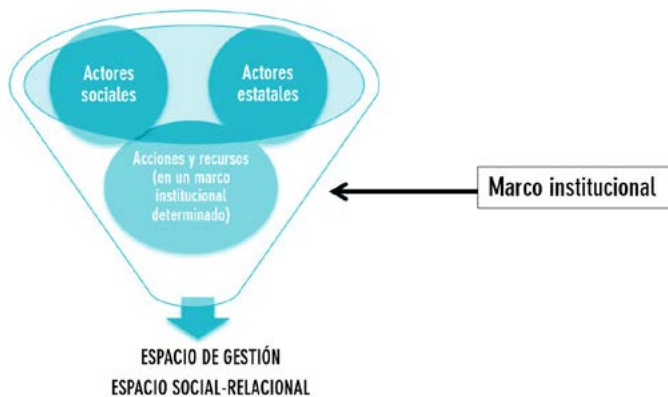 Actores
sociales
Actores
estatales
Acciones y recursos
(en un marco
institucional
determinado)
Marco institucional
ESPACIO DE GESTIÓN
ESPACIO SOCIAL-RELACIONAL